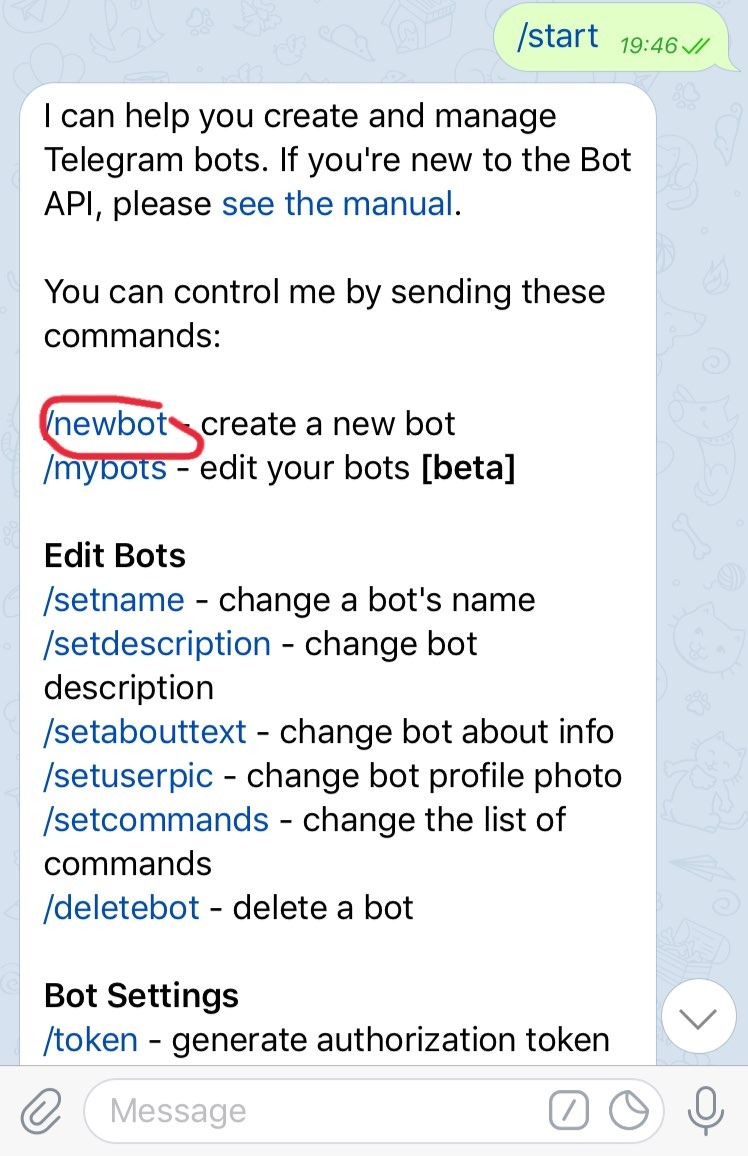 /start 19:46
I can help you create and manage
Telegram bots. If you're new to the Bot
API, please see the manual.
You can control me by sending these
commands:
/newbot - create a new bot
/mybots - edit your bots [beta]
Edit Bots
/setname - change a bot's name
/setdescription - change bot
description
/setabouttext - change bot about info
/setuserpic - change bot profile photo
/setcommands - change the list of
commands
/deletebot - delete a bot
Bot Settings
/token - generate authorization token
Message